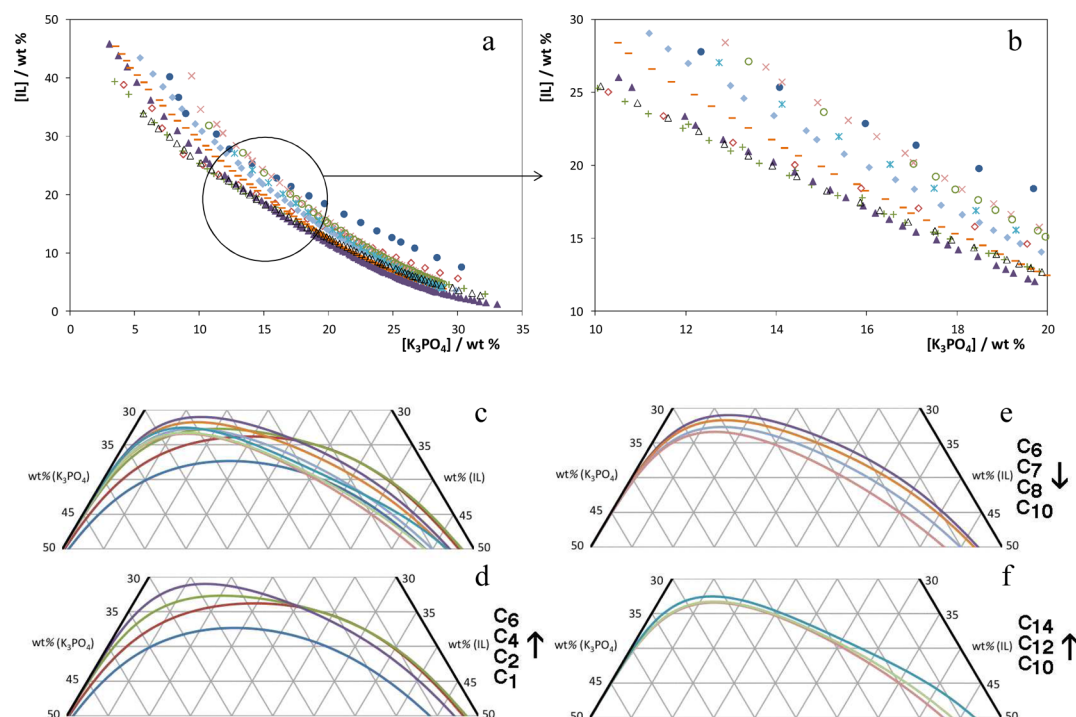 a
[IL] / wt %
50
40
30
20
10
0
0 5 10 15 20 25 30 35
[K₃PO₄] / wt %
b
[IL] / wt %
30
25
20
15
10
10 12 14 16 18 20
[K₃PO₄] / wt %
c
30 30
35 35
wt% (K₃PO₄) wt% (IL)
45 45
50 50
e
30 30
35 35
wt% (K₃PO₄) wt% (IL)
45 45
50 50
C₆
C₇
C₈
C₁₀
↓
d
30 30
35 35
wt% (K₃PO₄) wt% (IL)
45 45
50 50
C₆
C₄
C₂
C₁
↑
f
30 30
35 35
wt% (K₃PO₄) wt% (IL)
45 45
50 50
C₁₄
C₁₂
C₁₀
↑